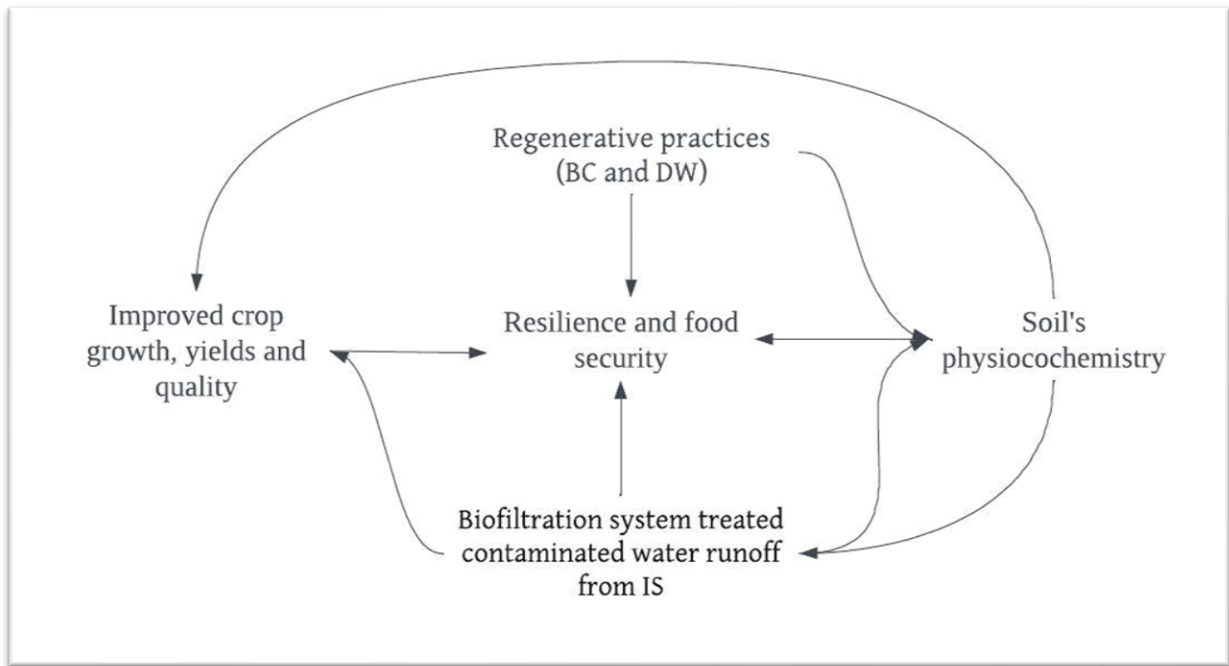 Regenerative practices
(BC and DW)
Improved crop
growth, yields and
quality
Resilience and food
security
Soil's
physiocochemistry
Biofiltration system treated
contaminated water runoff
from IS